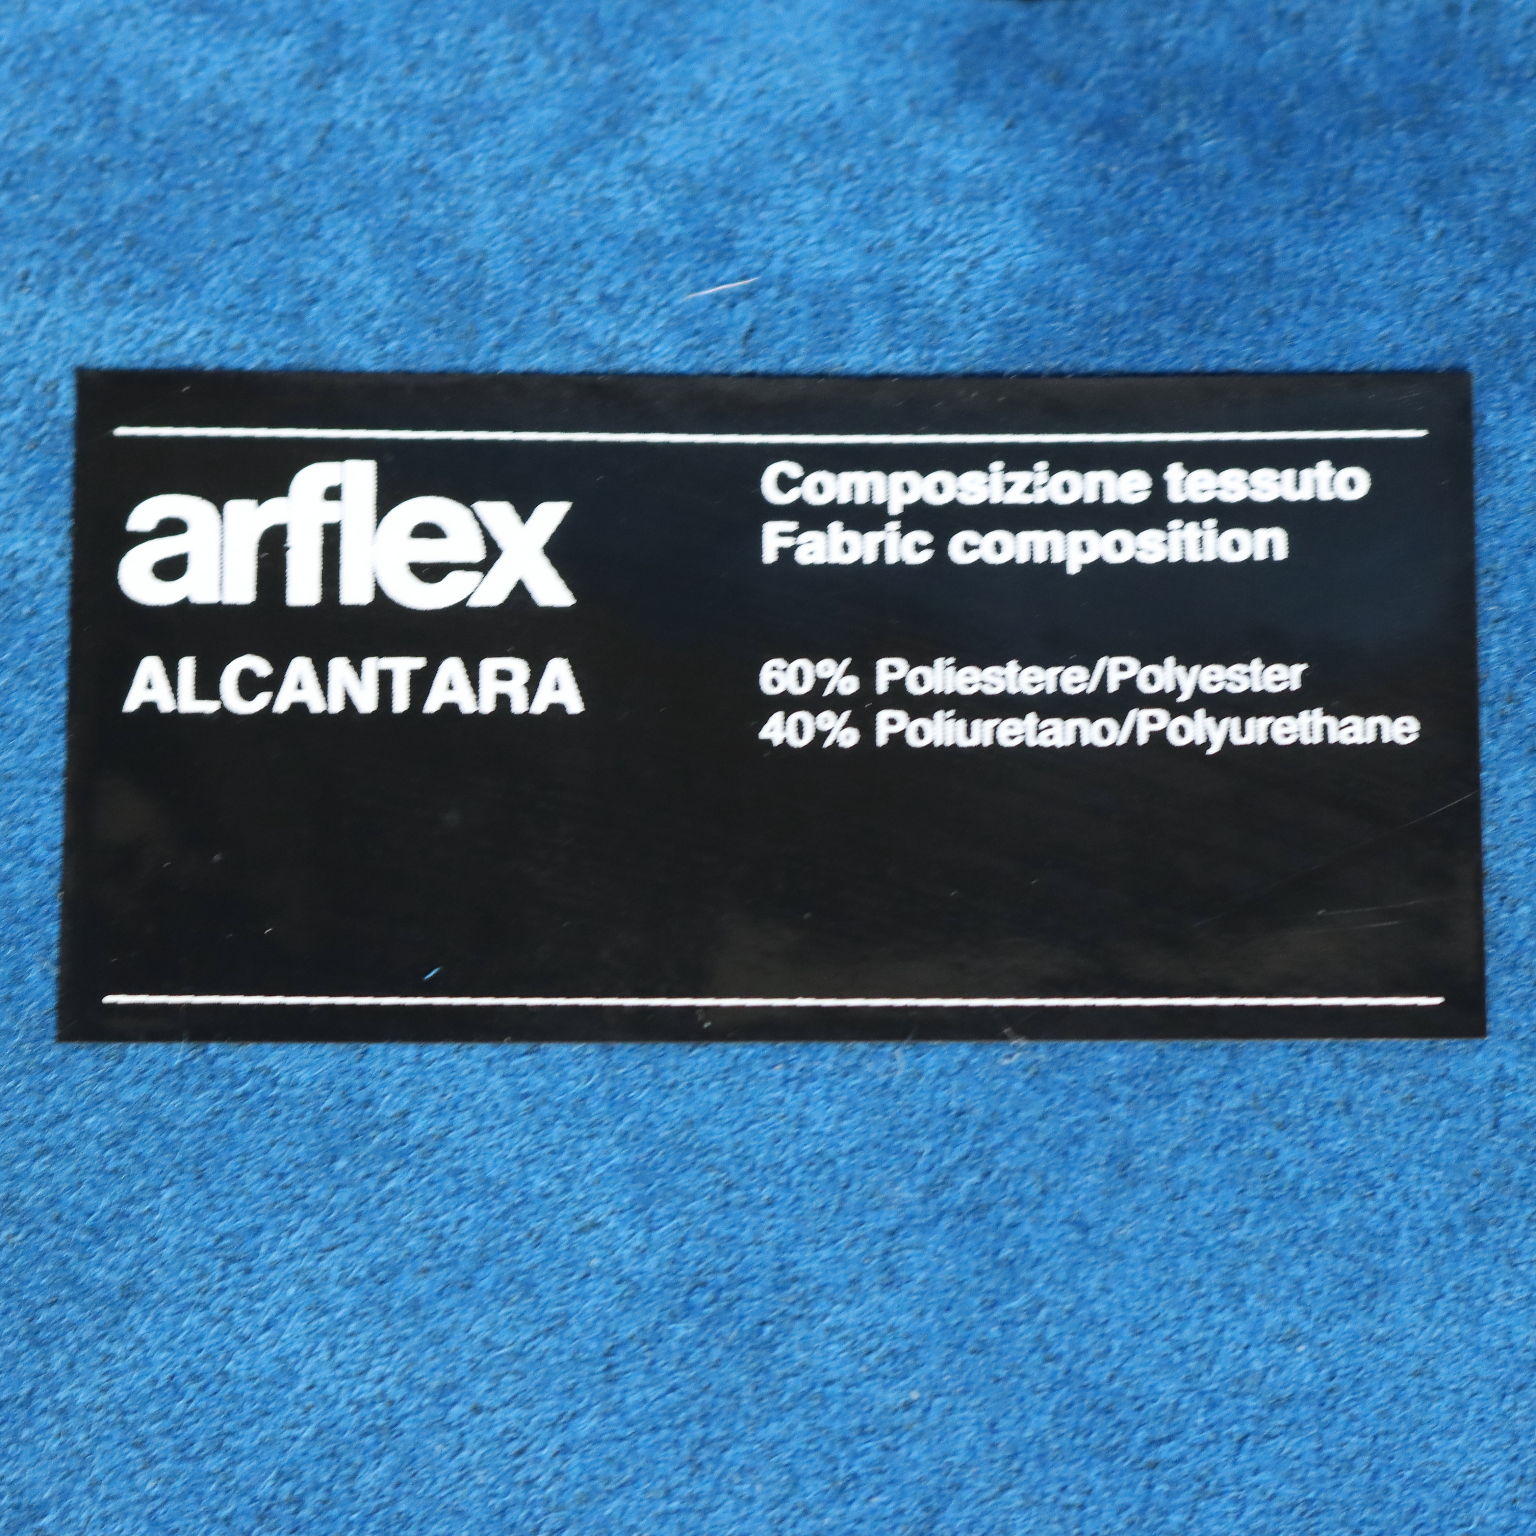 arflex
ALCANTARA
Composizione tessuto
Fabric composition
60% Poliestere/Polyester
40% Poliuretano/Polyurethane